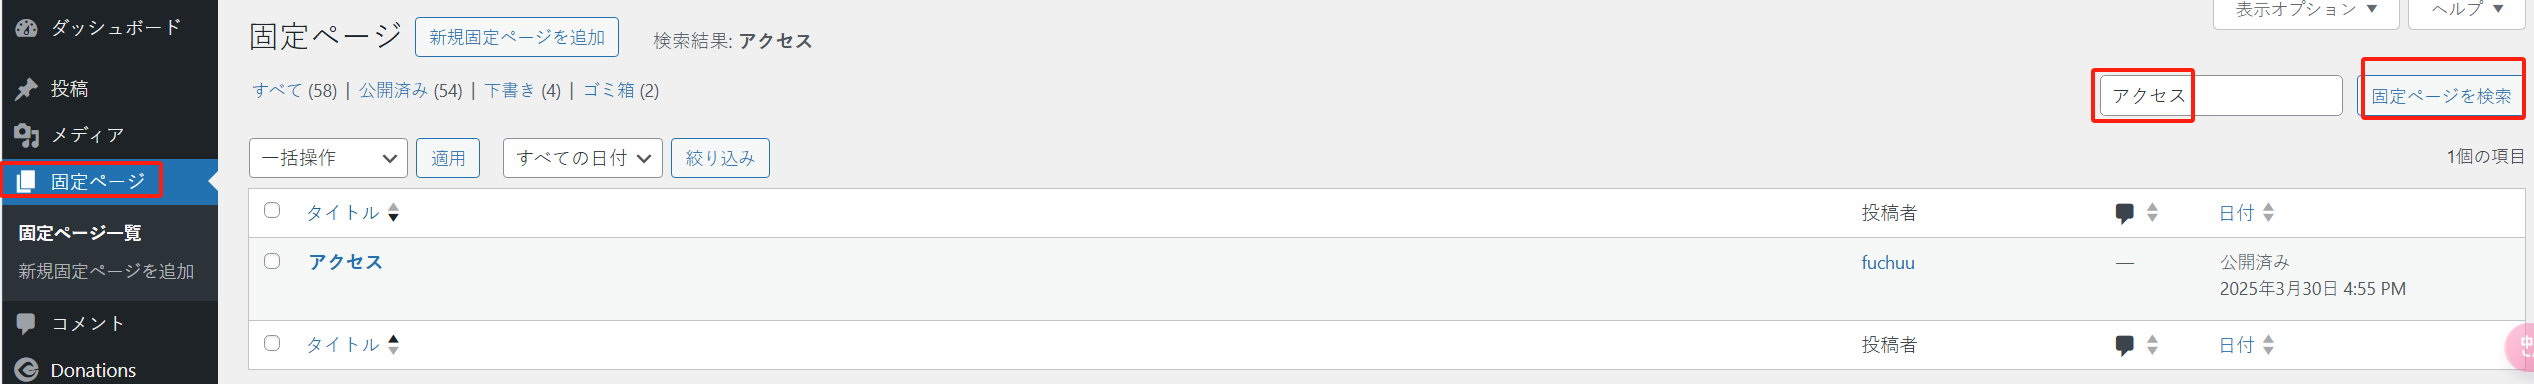 ダッシュボード
投稿
メディア
固定ページ
固定ページ一覧
新規固定ページを追加
コメント
Donations
固定ページ 新規固定ページを追加 検索結果: アクセス
表示オプション ▼ ヘルプ ▼
すべて (58) | 公開済み (54) | 下書き (4) | ゴミ箱 (2)
アクセス 固定ページを検索
一括操作 適用 すべての日付 絞り込み
1個の項目
タイトル 投稿者 日付
アクセス fuchuu — 公開済み
2025年3月30日 4:55 PM
タイトル 投稿者 日付